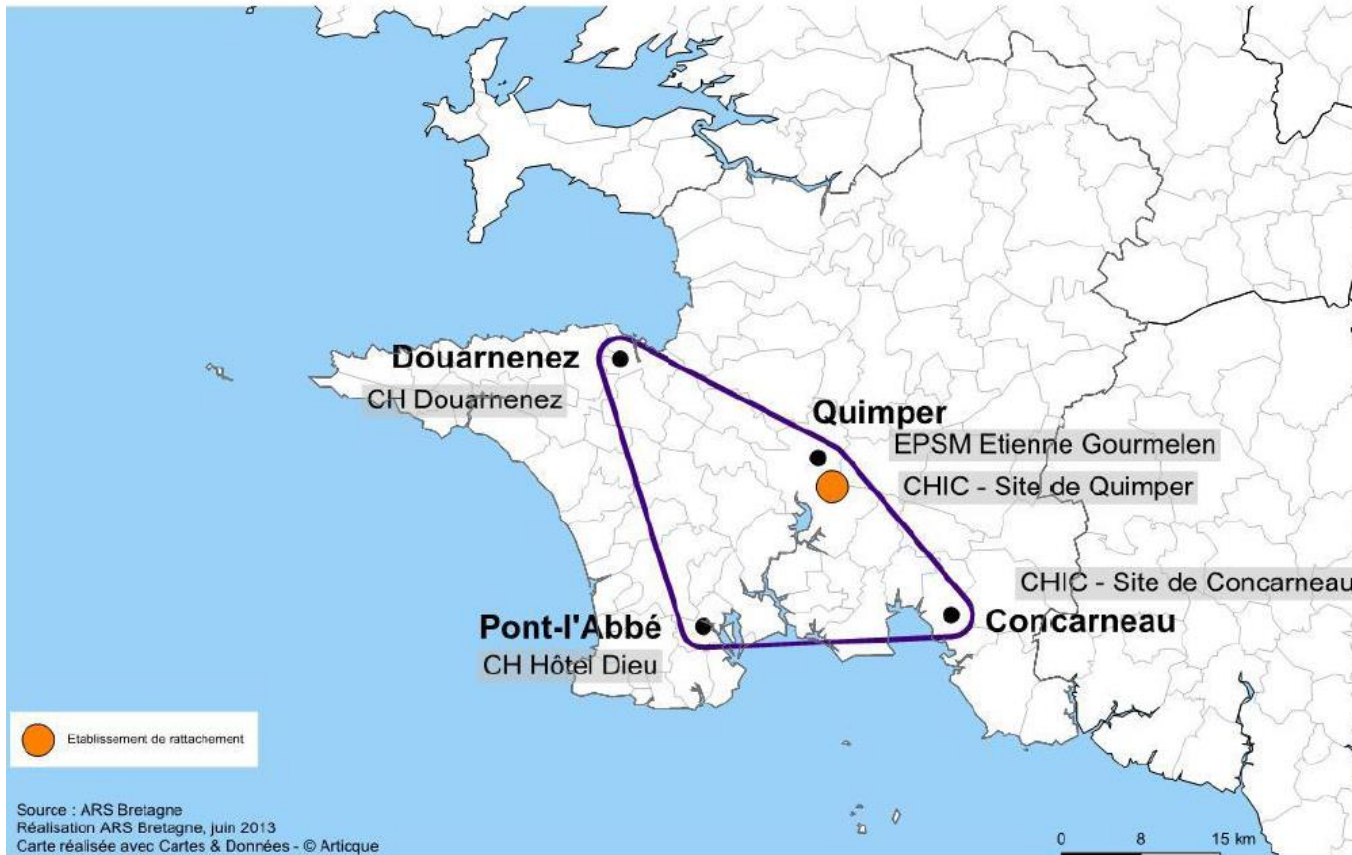 Douarnenez
CH Douarnenez
Quimper
EPSM Etienne Gourmelen
CHIC - Site de Quimper
CHIC - Site de Concarneau
Concarneau
Pont-l'Abbé
CH Hôtel Dieu
Etablissement de rattachement
Source : ARS Bretagne
Réalisation ARS Bretagne, juin 2013
Carte réalisée avec Cartes & Données - © Articque
0 8 15 km